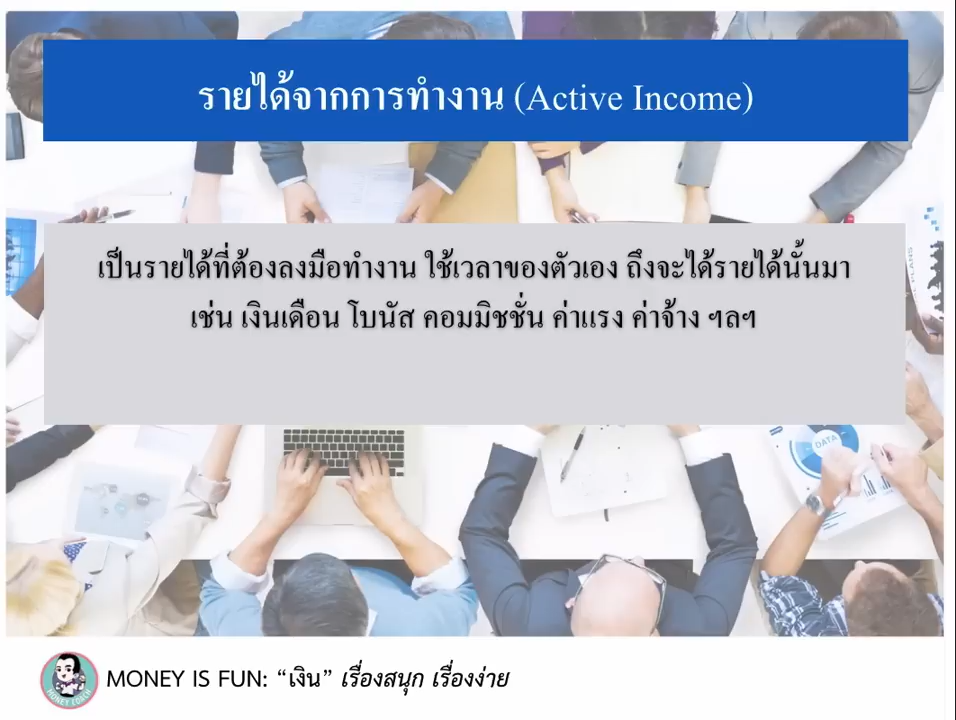 รายได้จากการทำงาน (Active Income)
เป็นรายได้ที่ต้องลงมือทำงาน ใช้เวลาของตัวเอง ถึงจะได้รายได้นั้นมา
เช่น เงินเดือน โบนัส คอมมิชชั่น ค่าแรง ค่าจ้าง ฯลฯ
PLANS
DATA
MONEY COACH
MONEY IS FUN: “เงิน” เรื่องสนุก เรื่องง่าย